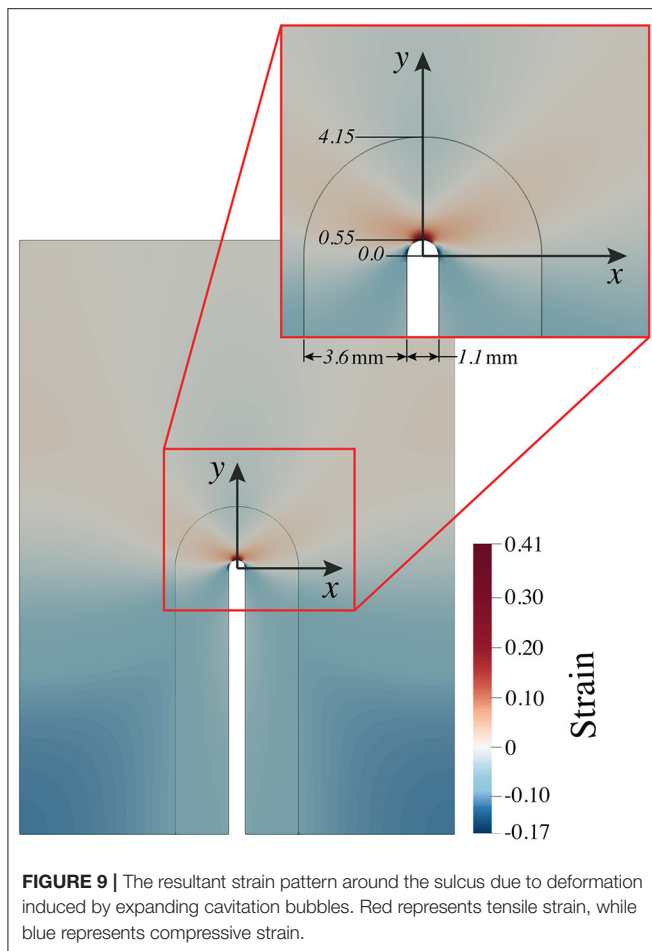 y
4.15
0.55
0.0
x
3.6 mm
1.1 mm
y
x
0.41
0.30
0.20
0.10
0
-0.10
-0.17
Strain
FIGURE 9 | The resultant strain pattern around the sulcus due to deformation
induced by expanding cavitation bubbles. Red represents tensile strain, while
blue represents compressive strain.